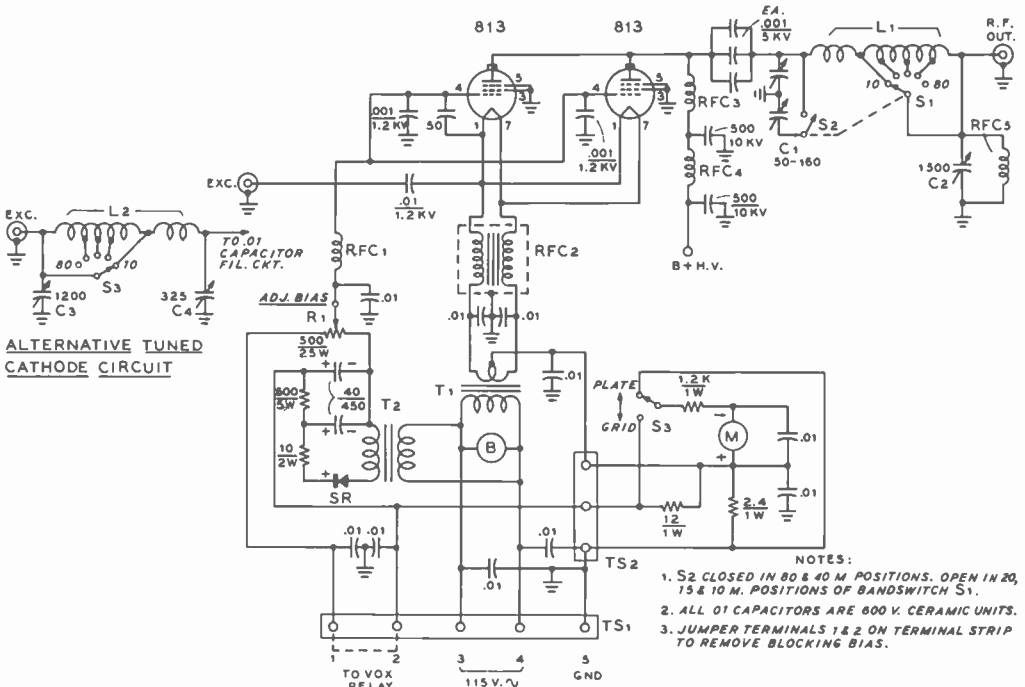 813
813
EA.
.001
5 KV
L1
R.F.
OUT.
4
5
3
1
7
4
5
3
1
7
.001
1.2 KV
50
.001
1.2 KV
RFC3
500
10 KV
RFC4
500
10 KV
B + H.V.
S2
C1
50-160
10
80
S1
RFC5
1500
C2
EXC.
.01
1.2 KV
EXC.
L2
TO .01
CAPACITOR
FIL. CKT.
80
10
S3
1200
C3
325
C4
ALTERNATIVE TUNED
CATHODE CIRCUIT
RFC1
RFC2
ADJ. BIAS
.01
R1
500
25W
.01
.01
+ -
40
450
+ -
10
2W
+
SR
T2
T1
B
.01
PLATE
GRID
S3
1.2 K
1W
-
M
+
.01
.01
2.4
1W
12
1W
.01 .01
.01
.01
TS2
TS1
1
2
3
4
5
TO VOX
RELAY
115 V. ∿
GND
NOTES:
1. S2 CLOSED IN 80 & 40 M POSITIONS. OPEN IN 20,
15 & 10 M. POSITIONS OF BANDSWITCH S1.
2. ALL .01 CAPACITORS ARE 600 V. CERAMIC UNITS.
3. JUMPER TERMINALS 1 & 2 ON TERMINAL STRIP
TO REMOVE BLOCKING BIAS.